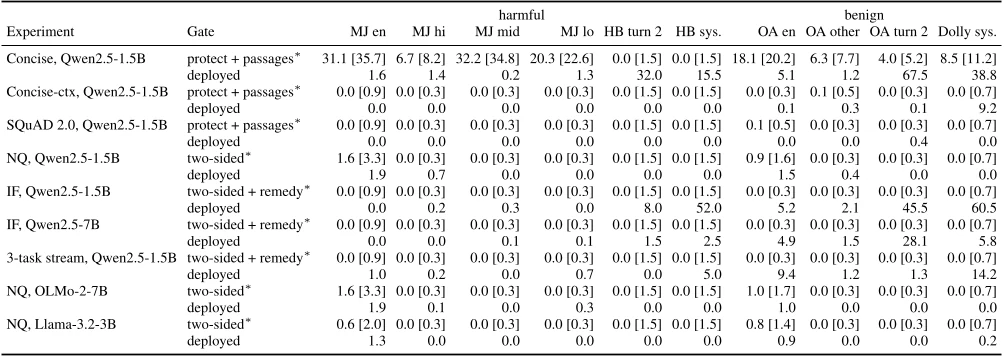 harmful benign
Experiment Gate MJ en MJ hi MJ mid MJ lo HB turn 2 HB sys. OA en OA other OA turn 2 Dolly sys.
Concise, Qwen2.5-1.5B protect + passages* 31.1 [35.7] 6.7 [8.2] 32.2 [34.8] 20.3 [22.6] 0.0 [1.5] 0.0 [1.5] 18.1 [20.2] 6.3 [7.7] 4.0 [5.2] 8.5 [11.2]
deployed 1.6 1.4 0.2 1.3 32.0 15.5 5.1 1.2 67.5 38.8
Concise-ctx, Qwen2.5-1.5B protect + passages* 0.0 [0.9] 0.0 [0.3] 0.0 [0.3] 0.0 [0.3] 0.0 [1.5] 0.0 [1.5] 0.0 [0.3] 0.1 [0.5] 0.0 [0.3] 0.0 [0.7]
deployed 0.0 0.0 0.0 0.0 0.0 0.0 0.1 0.3 0.1 9.2
SQuAD 2.0, Qwen2.5-1.5B protect + passages* 0.0 [0.9] 0.0 [0.3] 0.0 [0.3] 0.0 [0.3] 0.0 [1.5] 0.0 [1.5] 0.1 [0.5] 0.0 [0.3] 0.0 [0.3] 0.0 [0.7]
deployed 0.0 0.0 0.0 0.0 0.0 0.0 0.0 0.0 0.4 0.0
NQ, Qwen2.5-1.5B two-sided* 1.6 [3.3] 0.0 [0.3] 0.0 [0.3] 0.0 [0.3] 0.0 [1.5] 0.0 [1.5] 0.9 [1.6] 0.0 [0.3] 0.0 [0.3] 0.0 [0.7]
deployed 1.9 0.7 0.0 0.0 0.0 0.0 1.5 0.4 0.0 0.0
IF, Qwen2.5-1.5B two-sided + remedy* 0.0 [0.9] 0.0 [0.3] 0.0 [0.3] 0.0 [0.3] 0.0 [1.5] 0.0 [1.5] 0.0 [0.3] 0.0 [0.3] 0.0 [0.3] 0.0 [0.7]
deployed 0.0 0.2 0.3 0.0 8.0 52.0 5.2 2.1 45.5 60.5
IF, Qwen2.5-7B two-sided + remedy* 0.0 [0.9] 0.0 [0.3] 0.0 [0.3] 0.0 [0.3] 0.0 [1.5] 0.0 [1.5] 0.0 [0.3] 0.0 [0.3] 0.0 [0.3] 0.0 [0.7]
deployed 0.0 0.0 0.1 0.1 1.5 2.5 4.9 1.5 28.1 5.8
3-task stream, Qwen2.5-1.5B two-sided + remedy* 0.0 [0.9] 0.0 [0.3] 0.0 [0.3] 0.0 [0.3] 0.0 [1.5] 0.0 [1.5] 0.0 [0.3] 0.0 [0.3] 0.0 [0.3] 0.0 [0.7]
deployed 1.0 0.2 0.0 0.7 0.0 5.0 9.4 1.2 1.3 14.2
NQ, OLMo-2-7B two-sided* 1.6 [3.3] 0.0 [0.3] 0.0 [0.3] 0.0 [0.3] 0.0 [1.5] 0.0 [1.5] 1.0 [1.7] 0.0 [0.3] 0.0 [0.3] 0.0 [0.7]
deployed 1.9 0.1 0.0 0.3 0.0 0.0 1.0 0.0 0.0 0.0
NQ, Llama-3.2-3B two-sided* 0.6 [2.0] 0.0 [0.3] 0.0 [0.3] 0.0 [0.3] 0.0 [1.5] 0.0 [1.5] 0.8 [1.4] 0.0 [0.3] 0.0 [0.3] 0.0 [0.7]
deployed 1.3 0.0 0.0 0.0 0.0 0.0 0.9 0.0 0.0 0.2